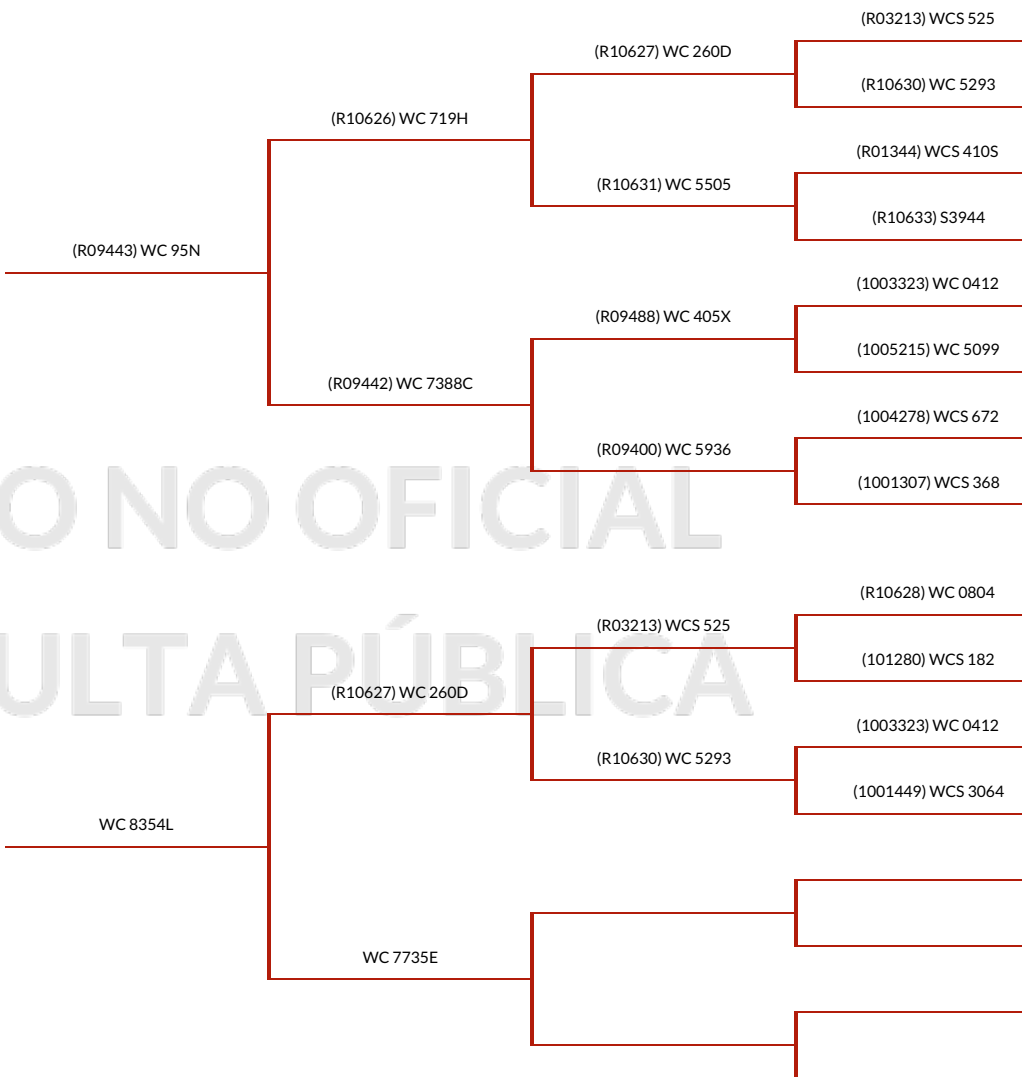 (R03213) WCS 525
(R10627) WC 260D
(R10630) WC 5293
(R10626) WC 719H
(R01344) WCS 410S
(R10631) WC 5505
(R10633) S3944
(R09443) WC 95N
(1003323) WC 0412
(R09488) WC 405X
(1005215) WC 5099
(R09442) WC 7388C
(1004278) WCS 672
(R09400) WC 5936
(1001307) WCS 368
O NO OFICIAL
(R10628) WC 0804
(R03213) WCS 525
(101280) WCS 182
ULTA PÚBLICA
(R10627) WC 260D
(1003323) WC 0412
(R10630) WC 5293
(1001449) WCS 3064
WC 8354L
WC 7735E